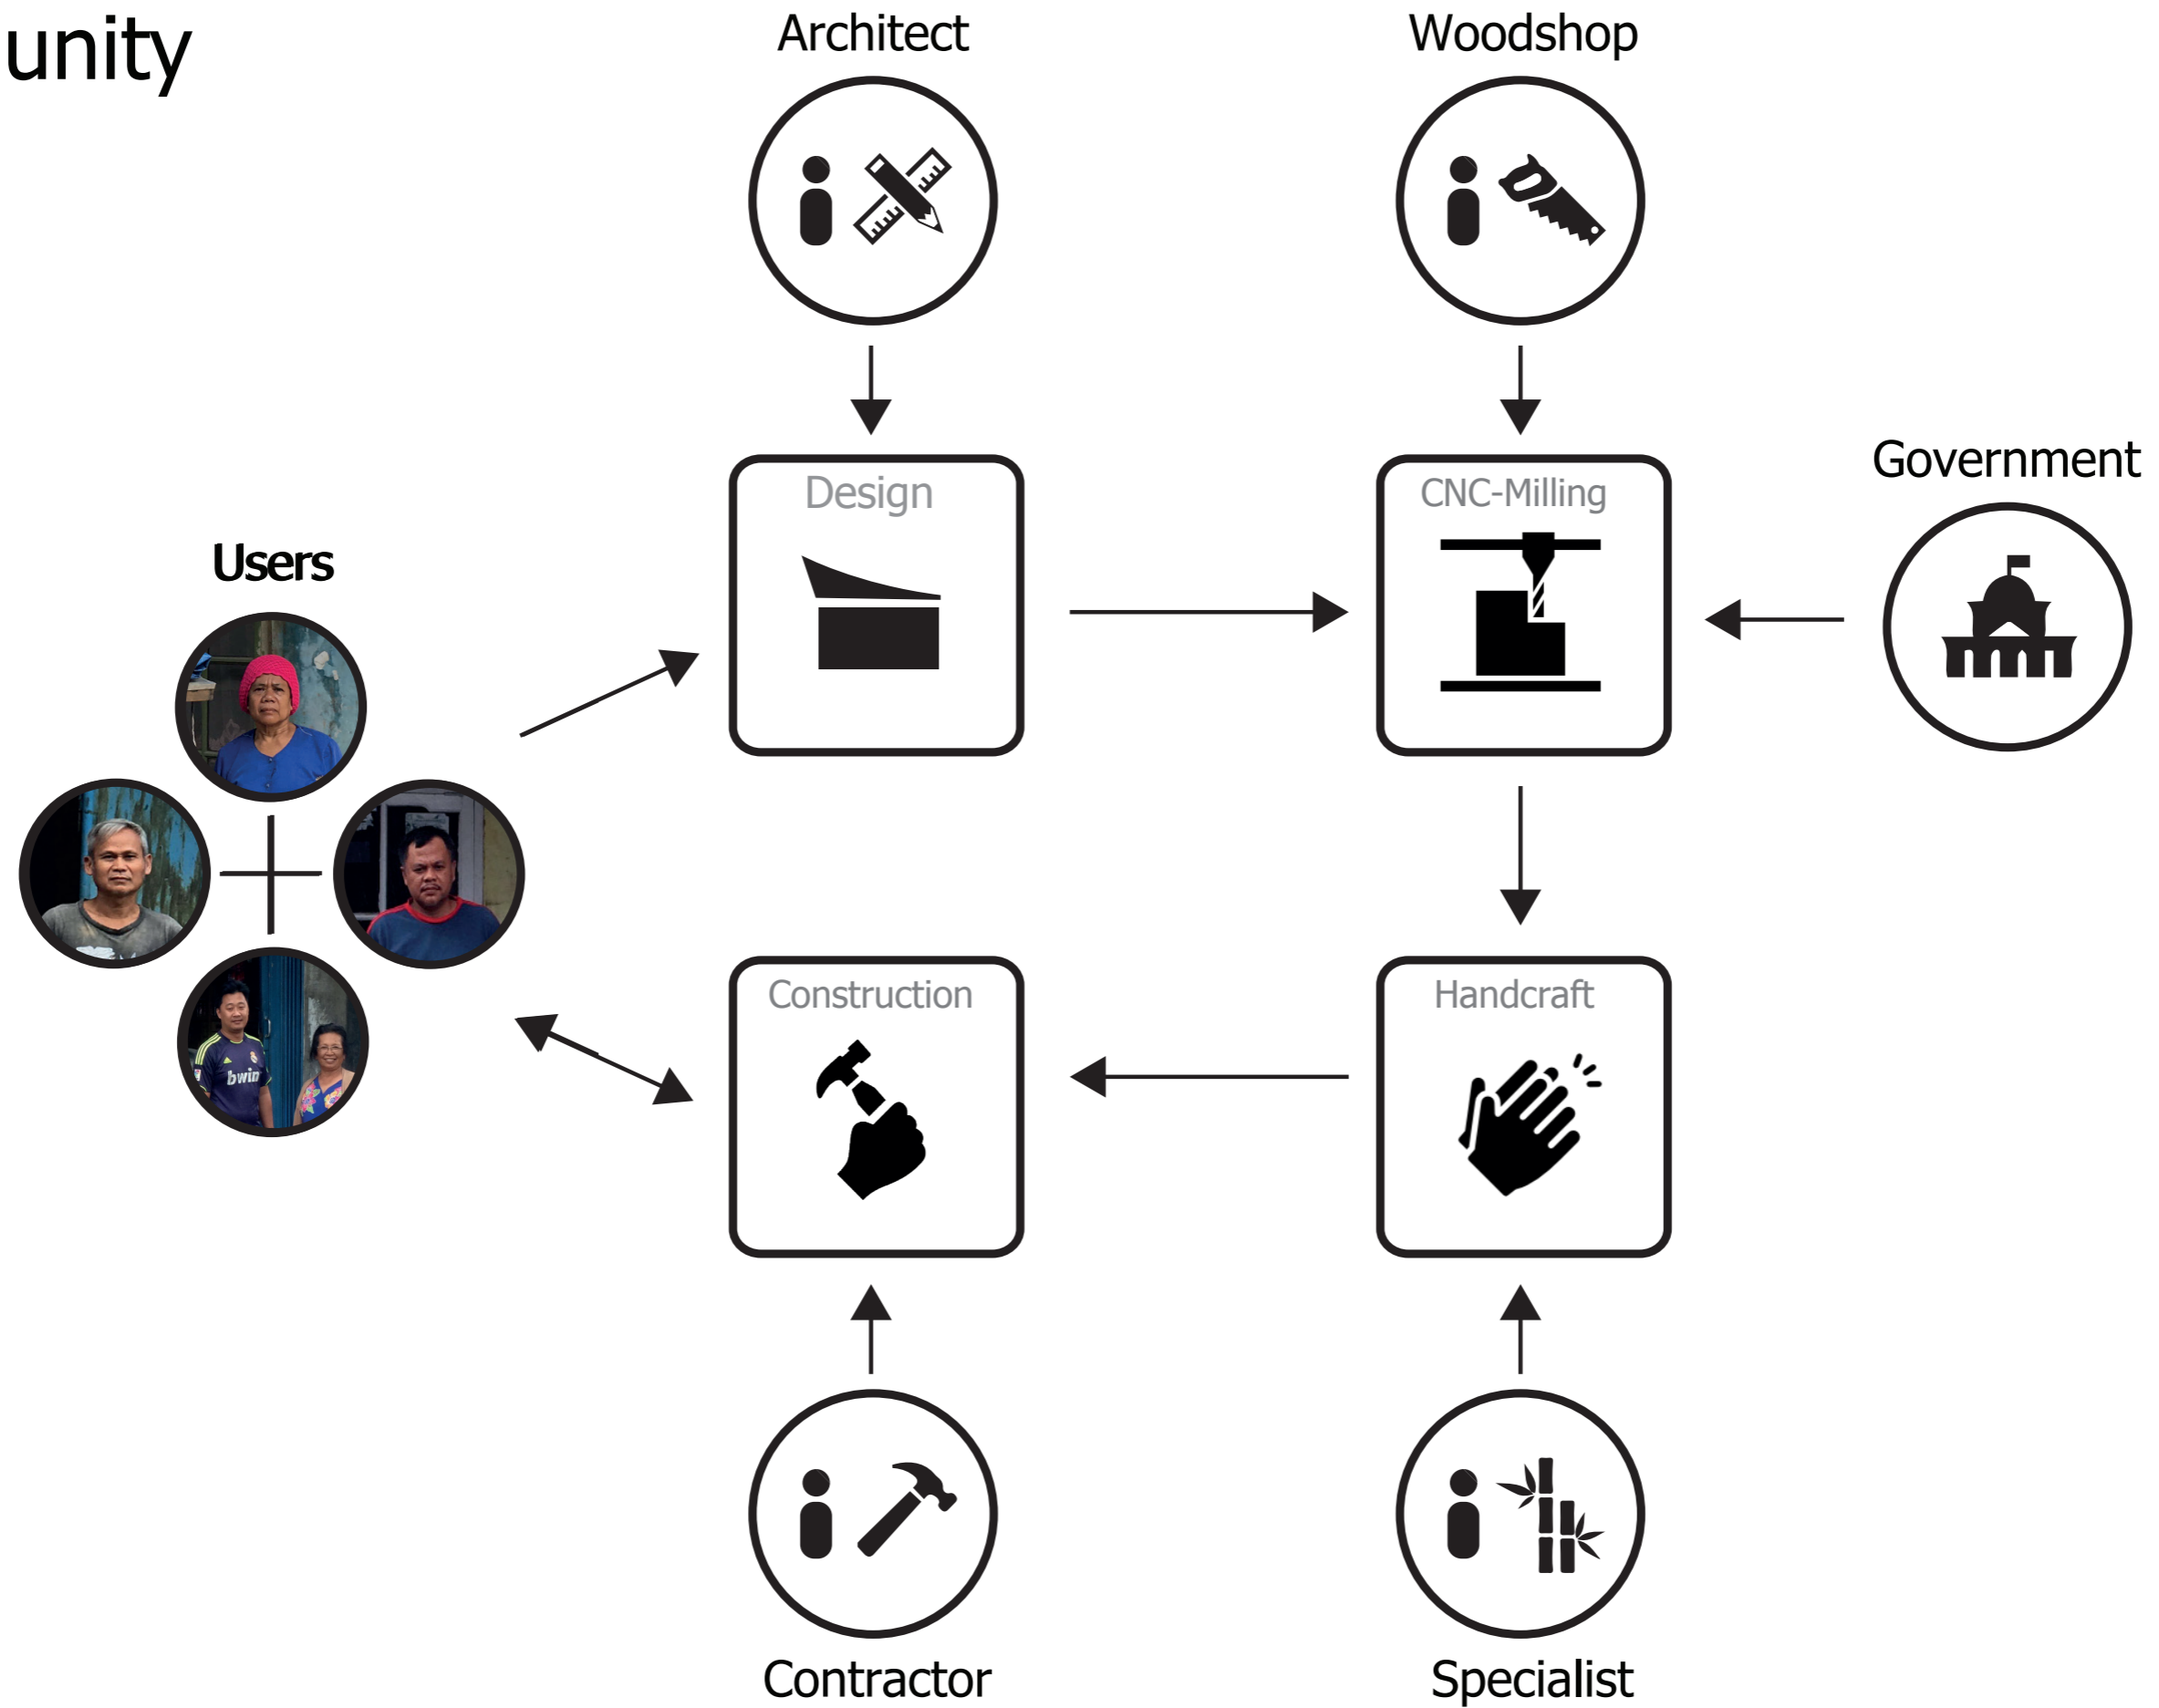 unity
Architect
Woodshop
Design
CNC-Milling
Government
Users
Construction
Handcraft
bwin
Contractor
Specialist